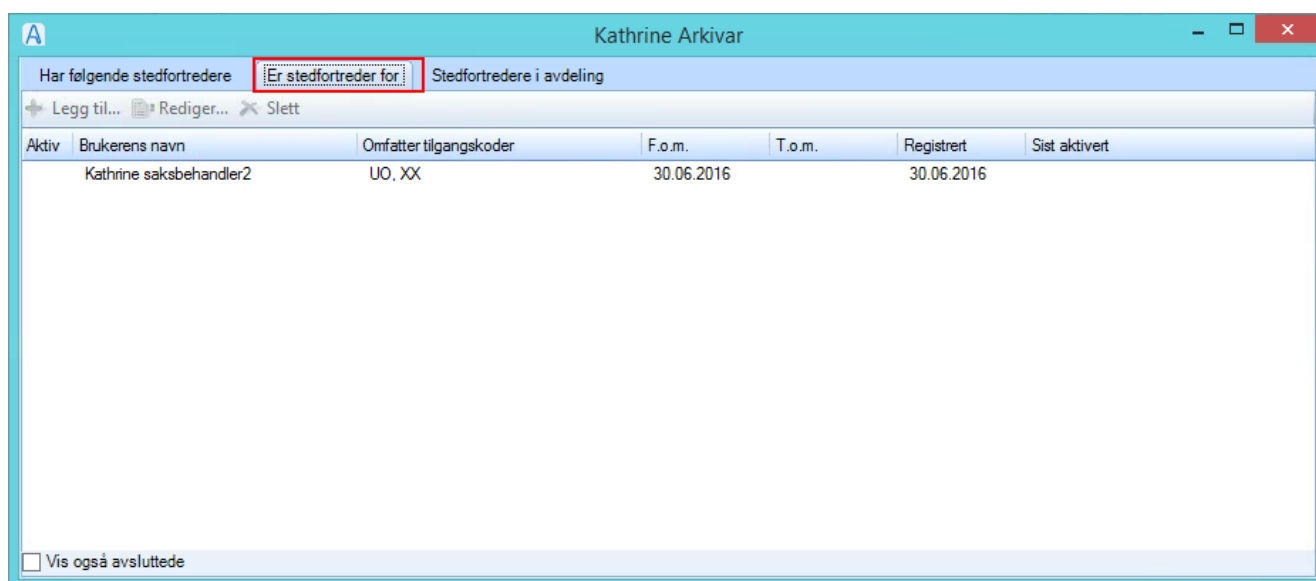 A
Kathrine Arkivar
Har følgende stedfortredere Er stedfortreder for Stedfortredere i avdeling
Legg til... Rediger... Slett
Aktiv Brukerens navn Omfatter tilgangskoder F.o.m. T.o.m. Registrert Sist aktivert
Kathrine saksbehandler2 UO, XX 30.06.2016 30.06.2016
Vis også avsluttede